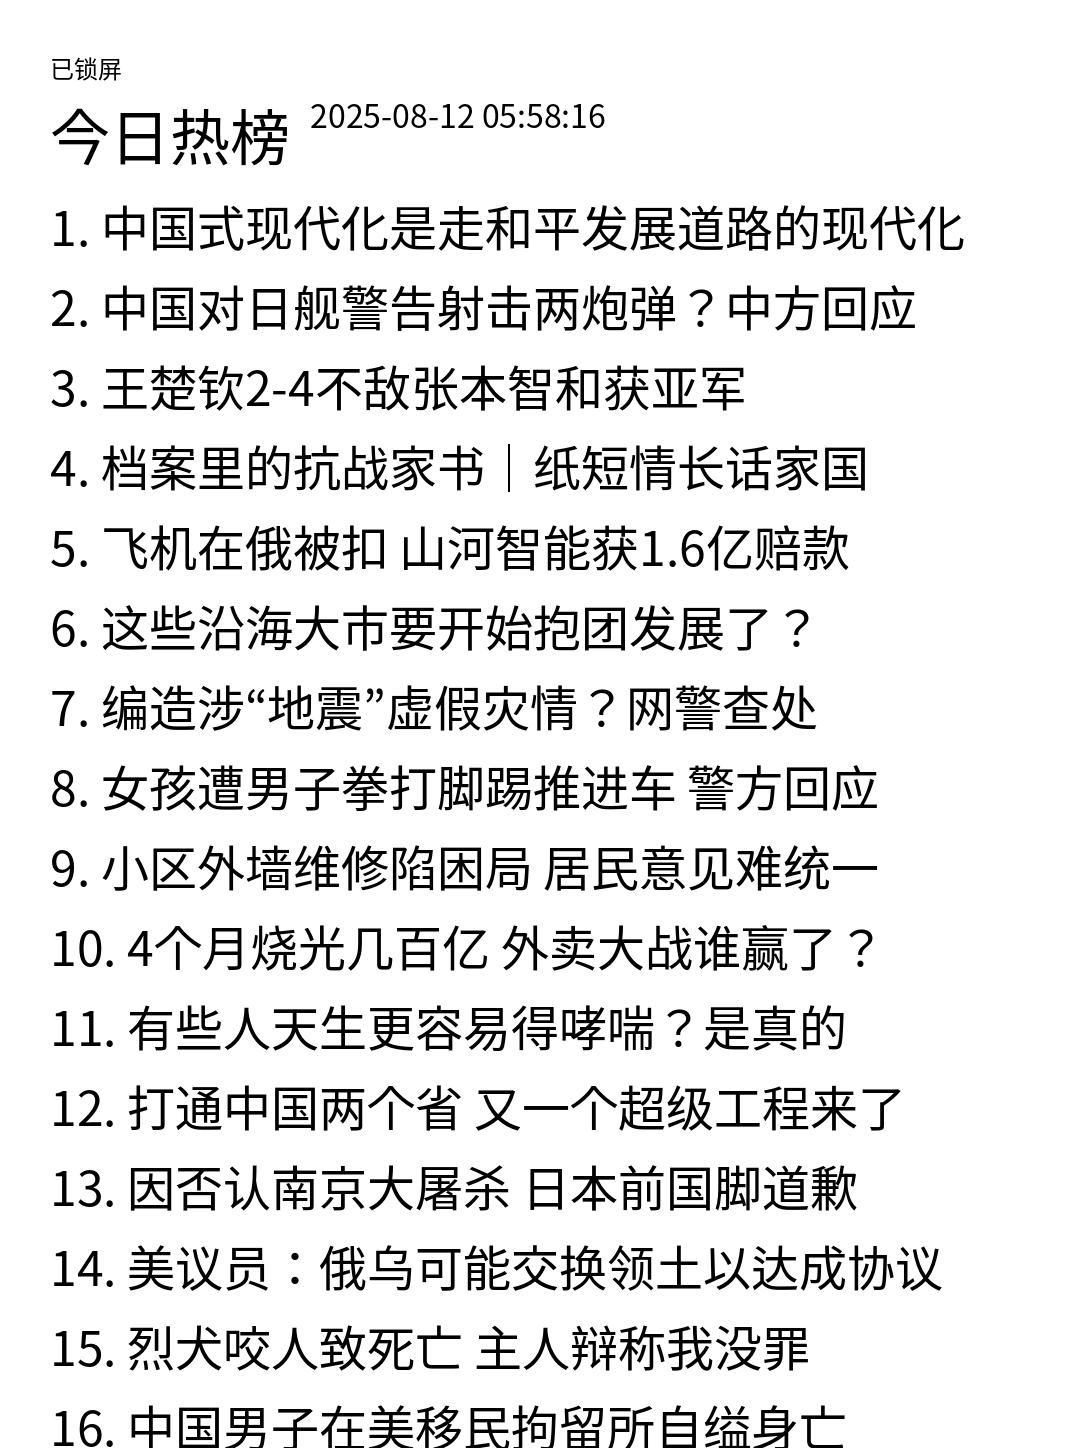 已锁屏
今日热榜 2025-08-12 05:58:16
1. 中国式现代化是走和平发展道路的现代化
2. 中国对日舰警告射击两炮弹？中方回应
3. 王楚钦2-4不敌张本智和获亚军
4. 档案里的抗战家书｜纸短情长话家国
5. 飞机在俄被扣 山河智能获1.6亿赔款
6. 这些沿海大市要开始抱团发展了？
7. 编造涉“地震”虚假灾情？网警查处
8. 女孩遭男子拳打脚踢推进车 警方回应
9. 小区外墙维修陷困局 居民意见难统一
10. 4个月烧光几百亿 外卖大战谁赢了？
11. 有些人天生更容易得哮喘？是真的
12. 打通中国两个省 又一个超级工程来了
13. 因否认南京大屠杀 日本前国脚道歉
14. 美议员：俄乌可能交换领土以达成协议
15. 烈犬咬人致死亡 主人辩称我没罪
16. 中国男子在美移民拘留所自缢身亡